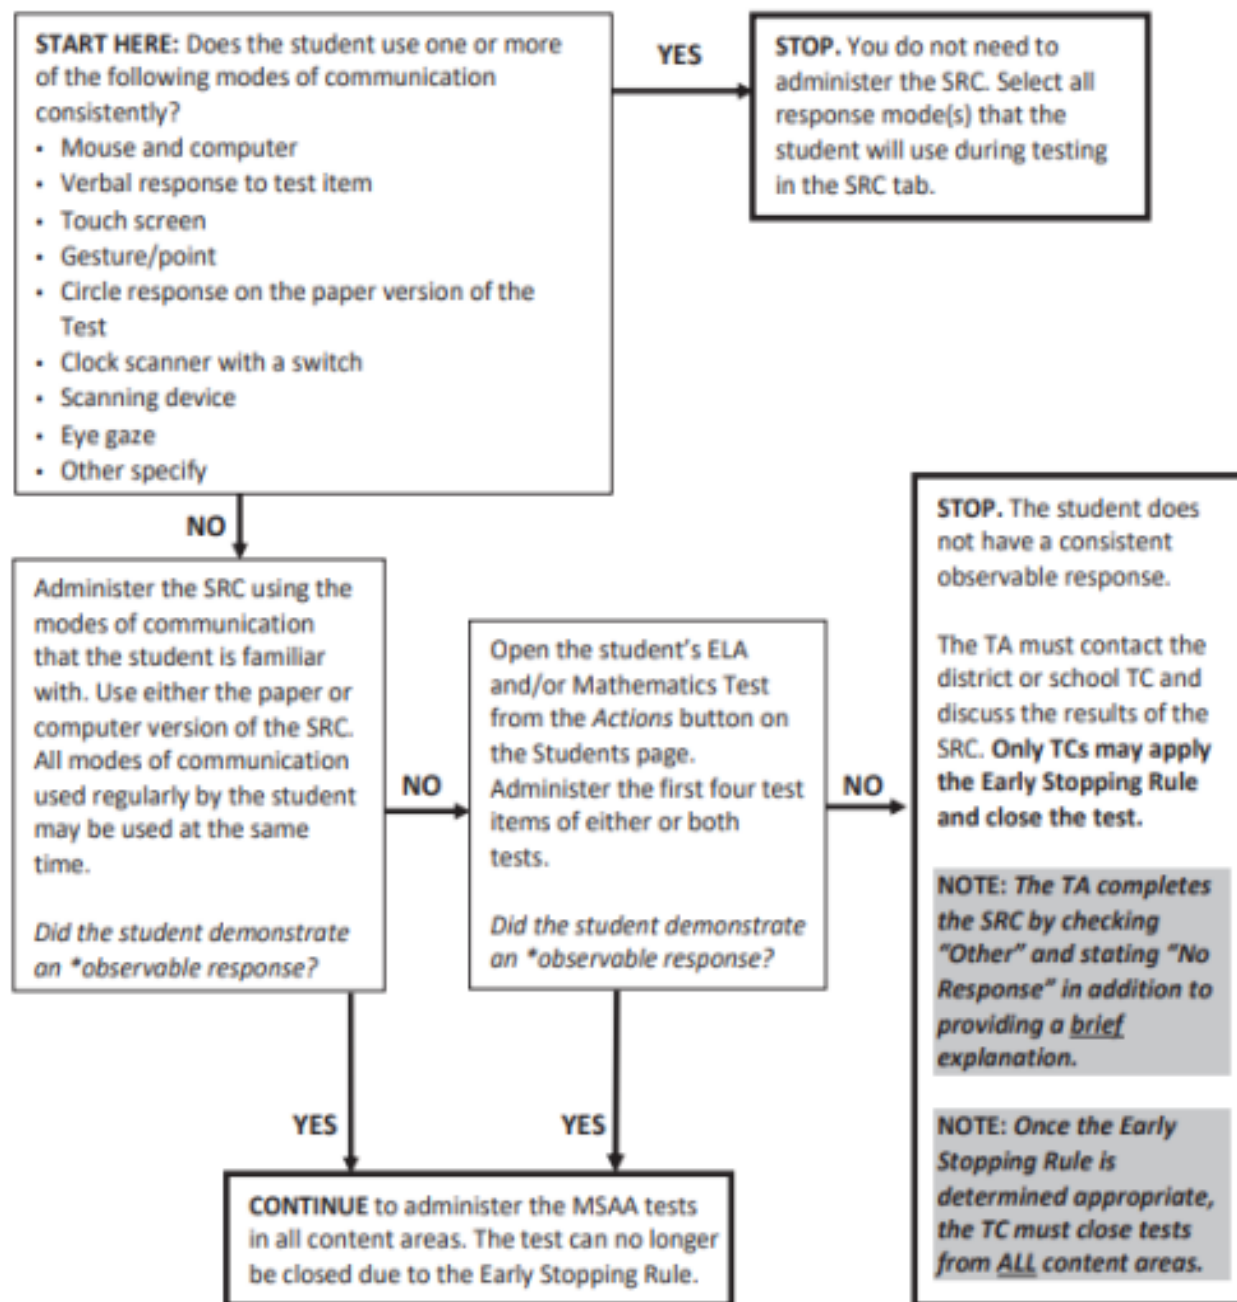 START HERE: Does the student use one or more
of the following modes of communication
consistently?
• Mouse and computer
• Verbal response to test item
• Touch screen
• Gesture/point
• Circle response on the paper version of the
Test
• Clock scanner with a switch
• Scanning device
• Eye gaze
• Other specify
YES
STOP. You do not need to
administer the SRC. Select all
response mode(s) that the
student will use during testing
in the SRC tab.
NO
Administer the SRC using the
modes of communication
that the student is familiar
with. Use either the paper or
computer version of the SRC.
All modes of communication
used regularly by the student
may be used at the same
time.
Did the student demonstrate
an *observable response?
NO
Open the student's ELA
and/or Mathematics Test
from the Actions button on
the Students page.
Administer the first four test
items of either or both
tests.
Did the student demonstrate
an *observable response?
NO
STOP. The student does
not have a consistent
observable response.
The TA must contact the
district or school TC and
discuss the results of the
SRC. Only TCs may apply
the Early Stopping Rule
and close the test.
NOTE: The TA completes
the SRC by checking
"Other" and stating "No
Response" in addition to
providing a brief
explanation.
NOTE: Once the Early
Stopping Rule is
determined appropriate,
the TC must close tests
from ALL content areas.
YES
YES
CONTINUE to administer the MSAA tests
in all content areas. The test can no longer
be closed due to the Early Stopping Rule.